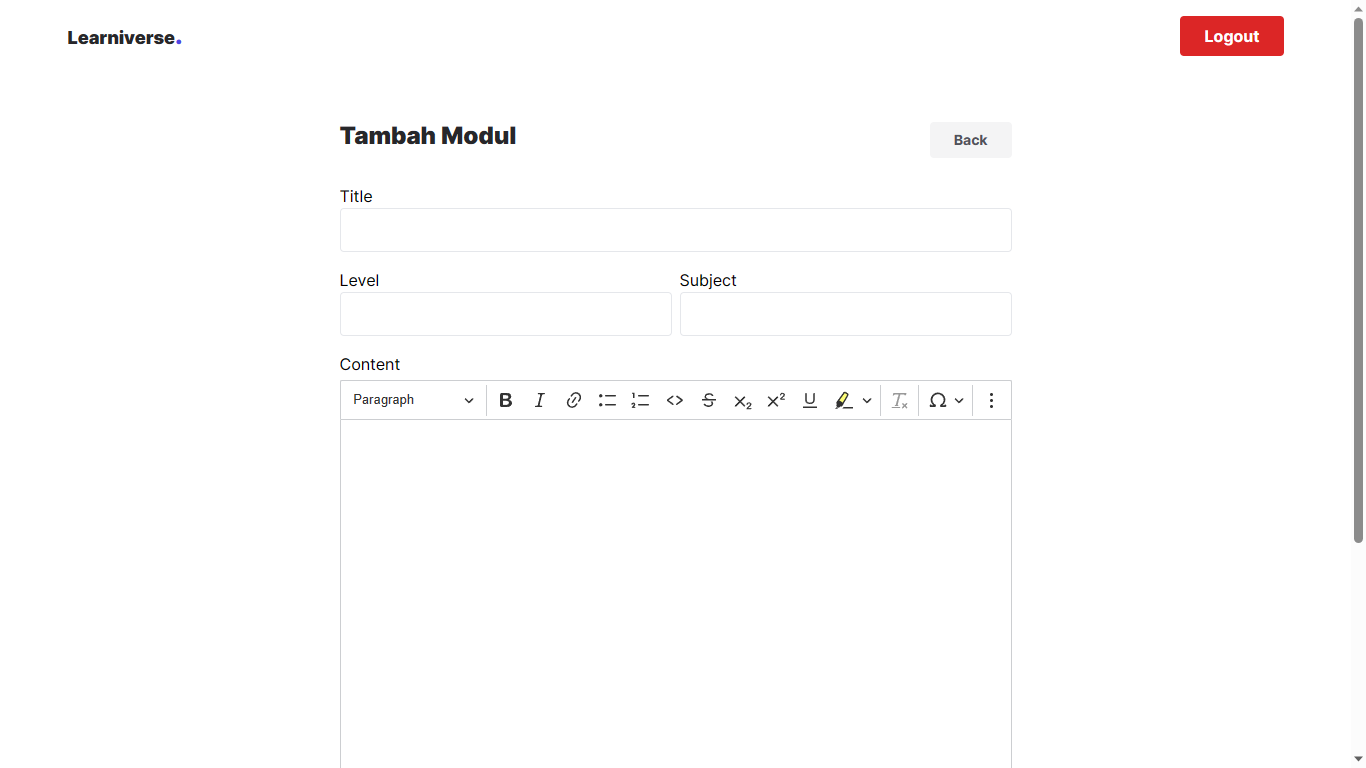 Learniverse.
Logout
Tambah Modul
Back
Title
Level
Subject
Content
Paragraph